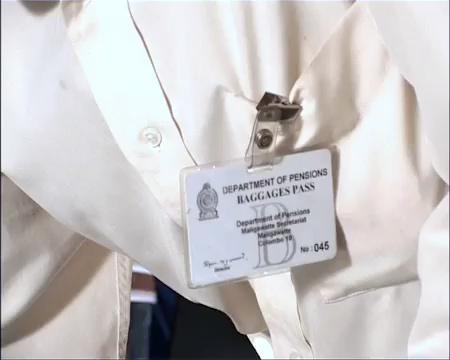 DEPARTMENT OF PENSIONS
BAGGAGES PASS
B
Department of Pensions
Maligawatte Secretariat
Maligawatte
Colombo 10
No : 045